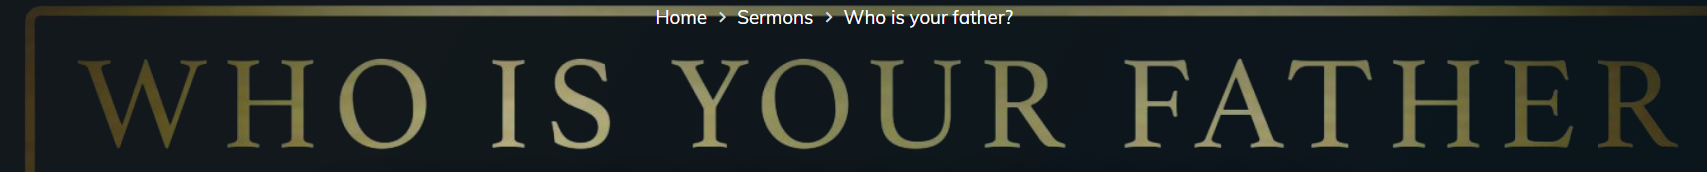 Home > Sermons > Who is your father?
WHO IS YOUR FATHER